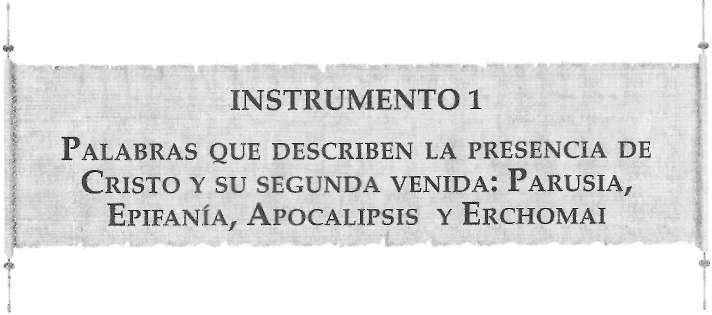 INSTRUMENTO 1
PALABRAS QUE DESCRIBEN LA PRESENCIA DE
CRISTO Y SU SEGUNDA VENIDA: PARUSIA,
EPIFANÍA, APOCALIPSIS Y ERCHOMAI